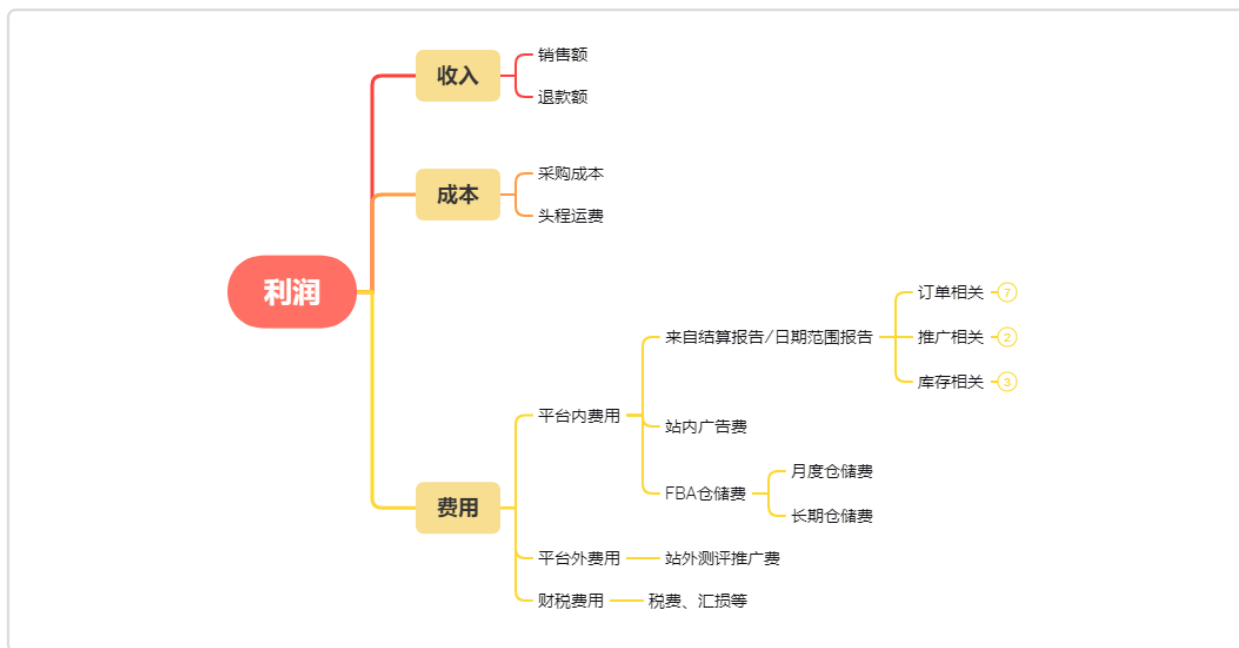 利润
收入
销售额
退款额
成本
采购成本
头程运费
费用
平台内费用
来自结算报告/日期范围报告
订单相关 7
推广相关 2
库存相关 3
站内广告费
FBA仓储费
月度仓储费
长期仓储费
平台外费用
站外测评推广费
财税费用
税费、汇损等